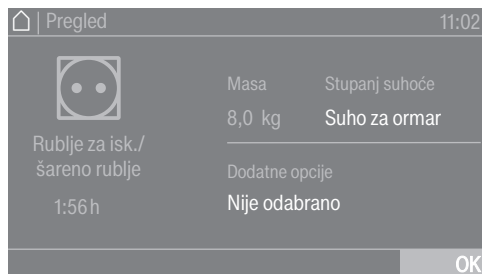 | Pregled 11:02
Masa Stupanj suhoće
8,0 kg Suho za ormar
Rublje za isk./
šareno rublje
Dodatne opcije
1:56 h Nije odabrano
OK